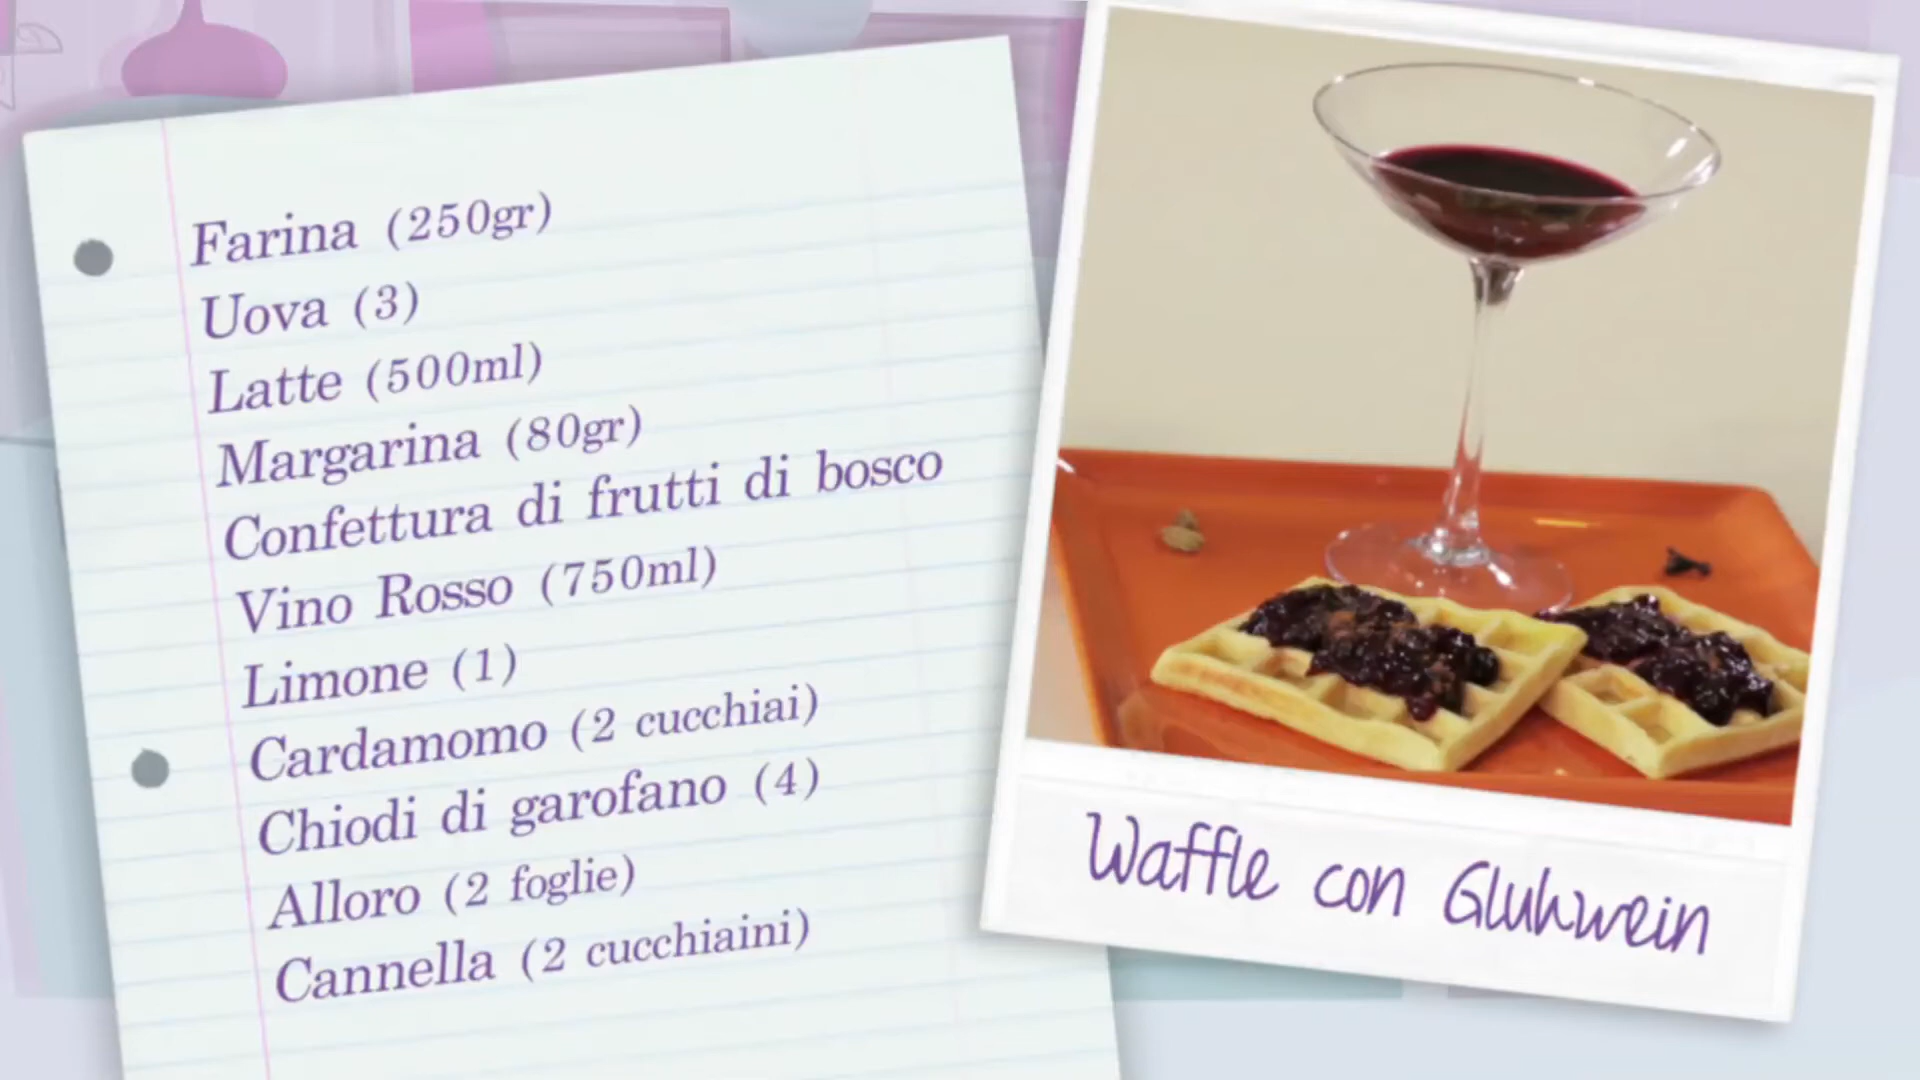 Farina (250gr)
Uova (3)
Latte (500ml)
Margarina (80gr)
Confettura di frutti di bosco
Vino Rosso (750ml)
Limone (1)
Cardamomo (2 cucchiai)
Chiodi di garofano (4)
Alloro (2 foglie)
Cannella (2 cucchiaini)
Waffle con Gluhwein